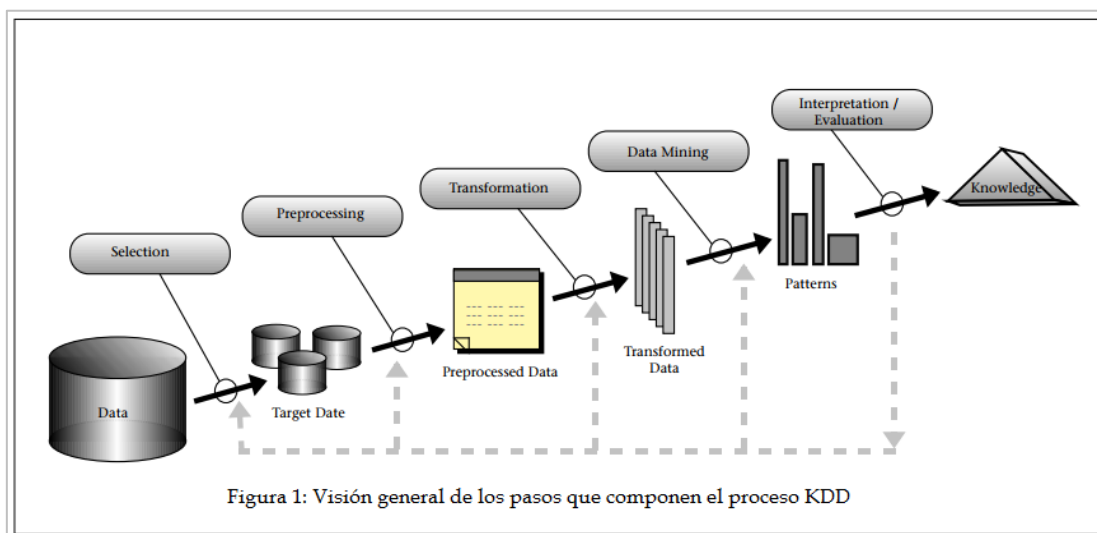 Interpretation /
Evaluation
Data Mining
Transformation
Preprocessing
Selection
Knowledge
Patterns
Transformed
Data
Preprocessed Data
Target Date
Data
Figura 1: Visión general de los pasos que componen el proceso KDD